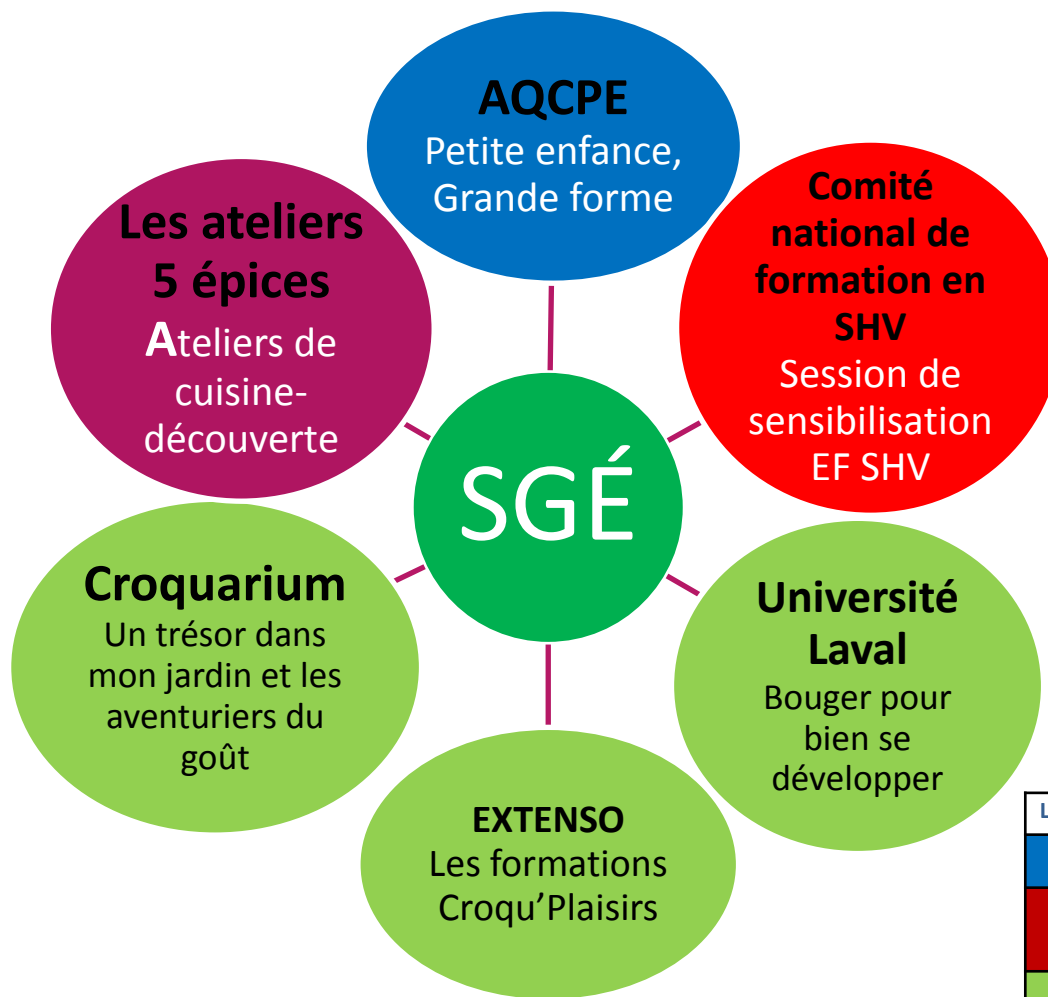 AQCPE
Petite enfance,
Grande forme
Les ateliers
5 épices
Ateliers de
cuisine-
découverte
Comité
national de
formation en
SHV
Session de
sensibilisation
EF SHV
SGÉ
Croquarium
Un trésor dans
mon jardin et les
aventuriers du
goût
Université
Laval
Bouger pour
bien se
développer
EXTENSO
Les formations
Croqu’Plaisirs
L